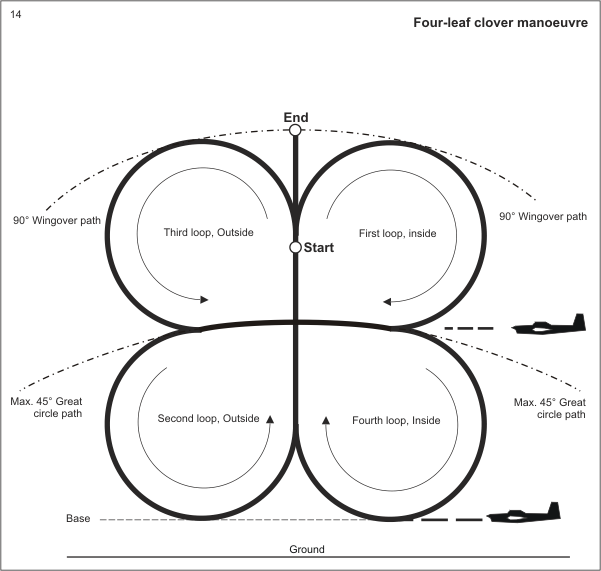 14
Four-leaf clover manoeuvre
End
90° Wingover path
90° Wingover path
Third loop, Outside
First loop, inside
Start
Max. 45° Great
circle path
Max. 45° Great
circle path
Second loop, Outside
Fourth loop, Inside
Base
Ground